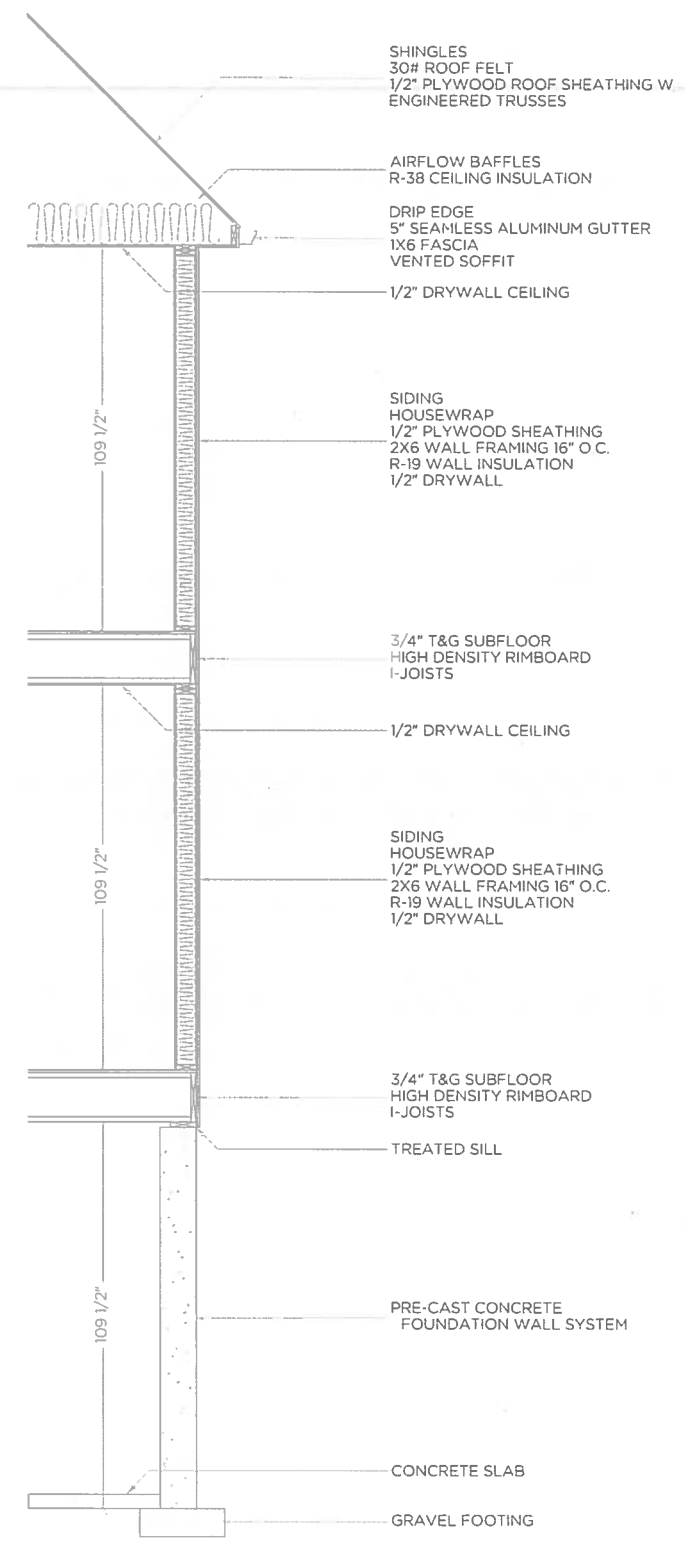 SHINGLES
30# ROOF FELT
1/2" PLYWOOD ROOF SHEATHING W
ENGINEERED TRUSSES
AIRFLOW BAFFLES
R-38 CEILING INSULATION
DRIP EDGE
5" SEAMLESS ALUMINUM GUTTER
1X6 FASCIA
VENTED SOFFIT
1/2" DRYWALL CEILING
109 1/2"
SIDING
HOUSEWRAP
1/2" PLYWOOD SHEATHING
2X6 WALL FRAMING 16" O C.
R-19 WALL INSULATION
1/2" DRYWALL
3/4" T&G SUBFLOOR
HIGH DENSITY RIMBOARD
I-JOISTS
1/2" DRYWALL CEILING
109 1/2"
SIDING
HOUSEWRAP
1/2" PLYWOOD SHEATHING
2X6 WALL FRAMING 16" O.C.
R-19 WALL INSULATION
1/2" DRYWALL
3/4" T&G SUBFLOOR
HIGH DENSITY RIMBOARD
I-JOISTS
TREATED SILL
109 1/2"
PRE-CAST CONCRETE
FOUNDATION WALL SYSTEM
CONCRETE SLAB
GRAVEL FOOTING